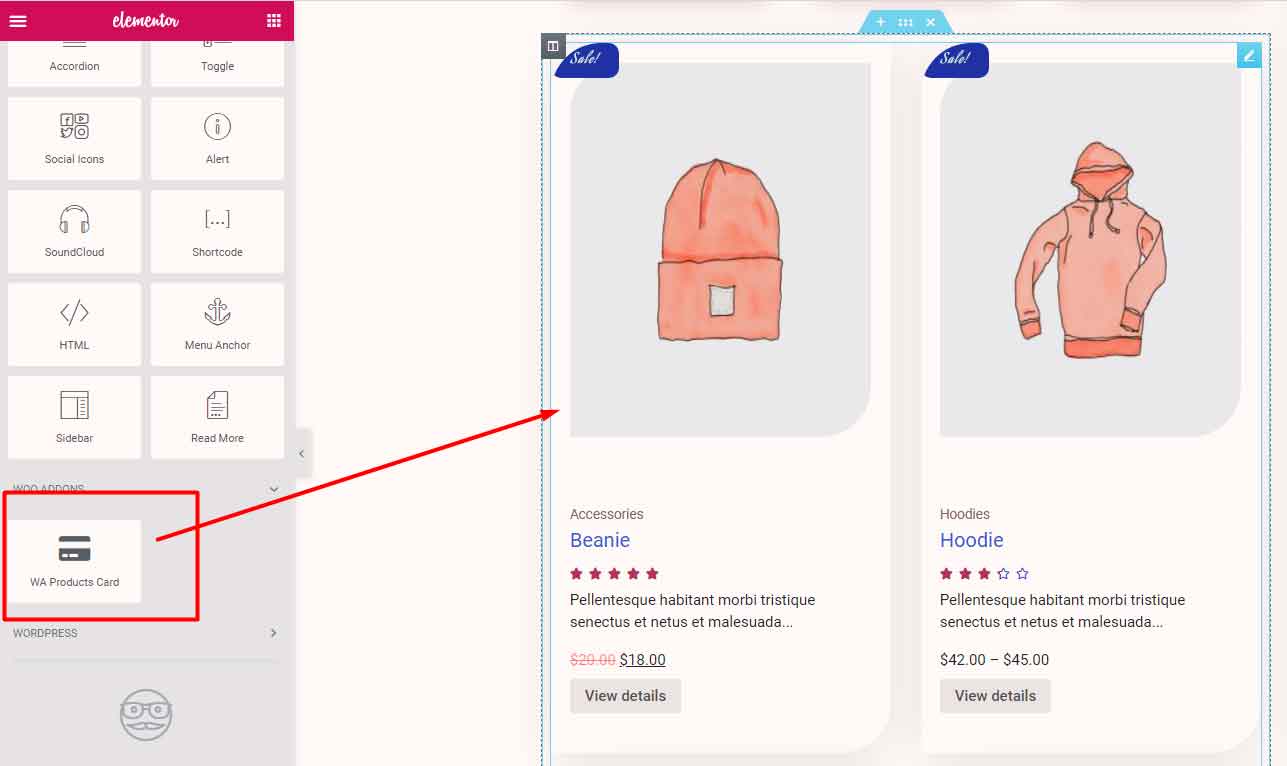 elementor
Accordion
Toggle
Social Icons
Alert
SoundCloud
[...]
Shortcode
HTML
Menu Anchor
Sidebar
Read More
WOO ADDONS
WA Products Card
WORDPRESS
Sale!
Accessories
Beanie
Pellentesque habitant morbi tristique
senectus et netus et malesuada...
$20.00 $18.00
View details
Sale!
Hoodies
Hoodie
Pellentesque habitant morbi tristique
senectus et netus et malesuada...
$42.00 – $45.00
View details